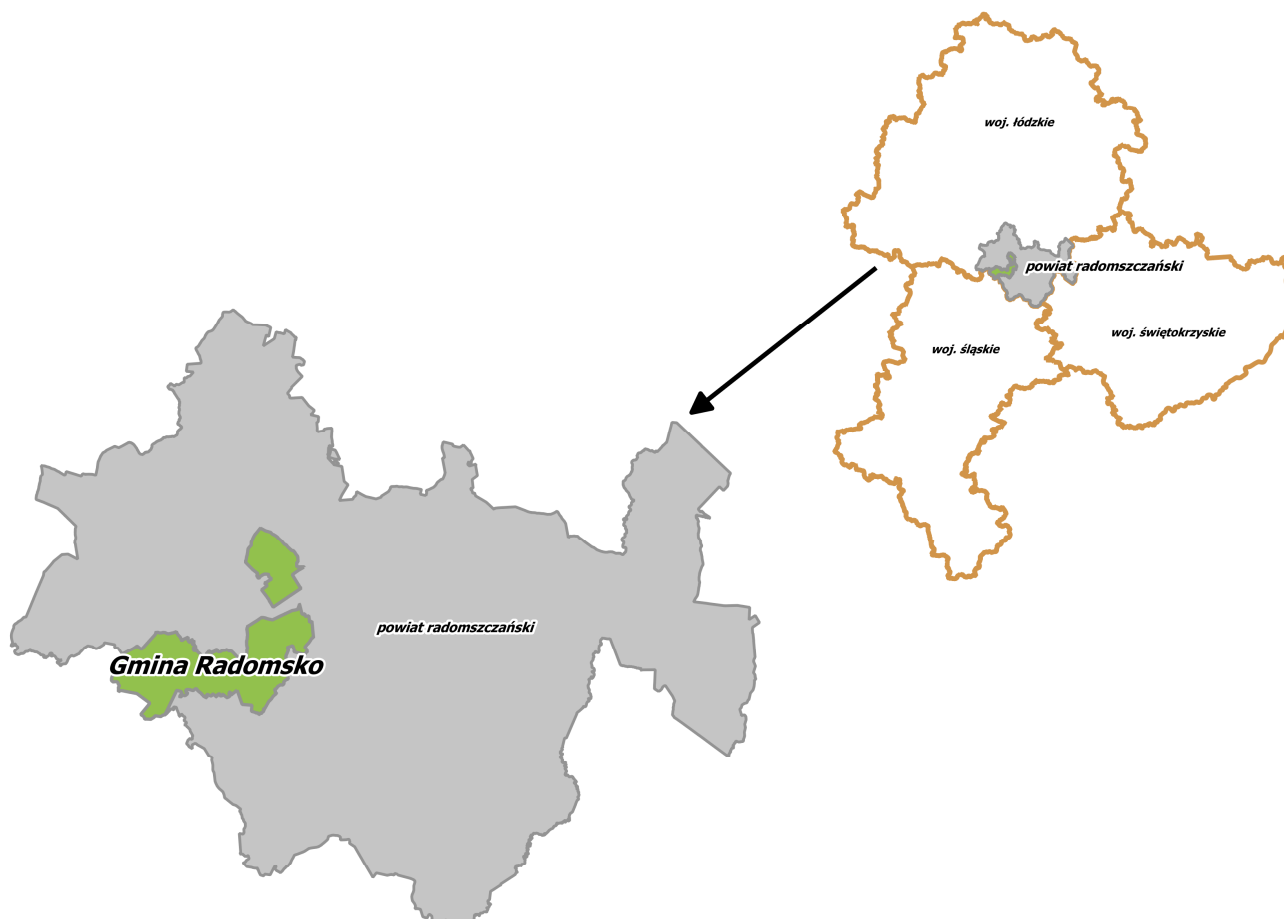 woj. łódzkie
powiat radomszczański
woj. śląskie
woj. świętokrzyskie
powiat radomszczański
Gmina Radomsko